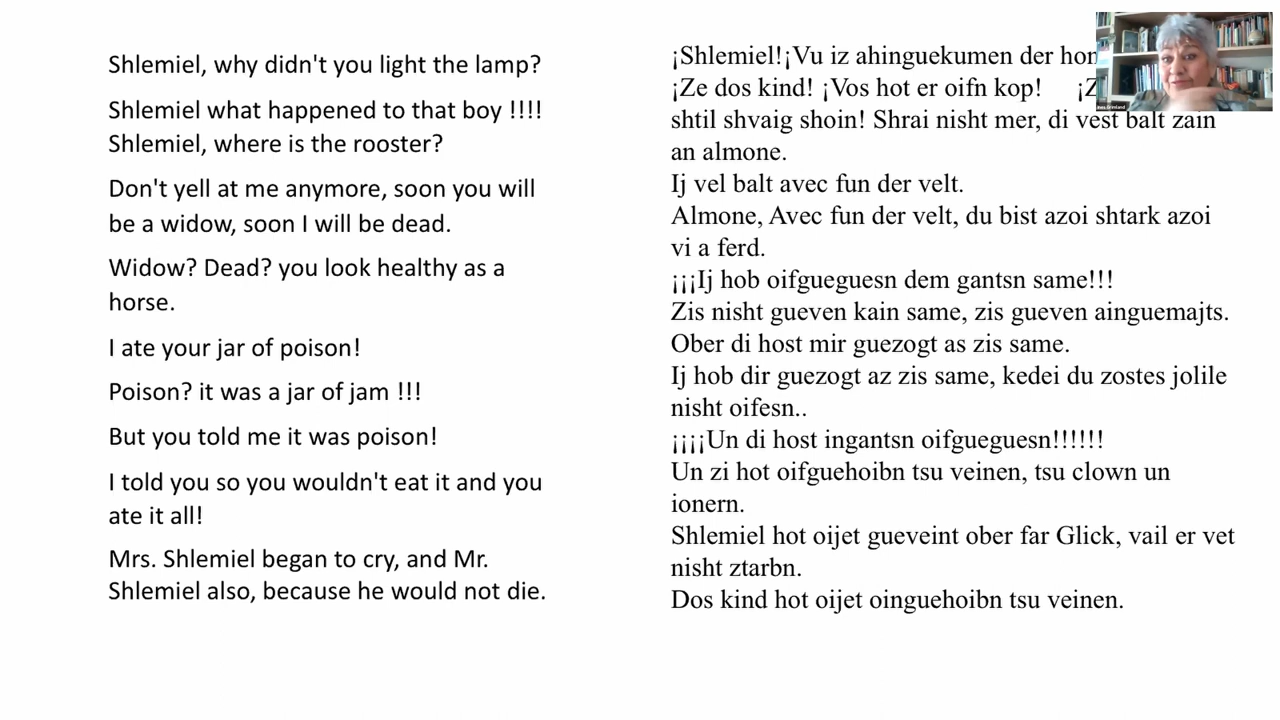 Shlemiel, why didn't you light the lamp?
Shlemiel what happened to that boy !!!!
Shlemiel, where is the rooster?
Don't yell at me anymore, soon you will
be a widow, soon I will be dead.
Widow? Dead? you look healthy as a
horse.
I ate your jar of poison!
Poison? it was a jar of jam !!!
But you told me it was poison!
I told you so you wouldn't eat it and you
ate it all!
Mrs. Shlemiel began to cry, and Mr.
Shlemiel also, because he would not die.
¡Shlemiel!¡Vu iz ahinguekumen der
¡Ze dos kind! ¡Vos hot er oifn kop!
shtil shvaig shoin! Shrai nisht mer, di vest balt zain
an almone.
Ij vel balt avec fun der velt.
Almone, Avec fun der velt, du bist azoi shtark azoi
vi a ferd.
¡¡¡Ij hob oifgueguesn dem gantsn same!!!
Zis nisht gueven kain same, zis gueven ainguemajts.
Ober di host mir guezogt as zis same.
Ij hob dir guezogt az zis same, kedei du zostes jolile
nisht oifesn..
¡¡¡¡Un di host ingantsn oifgueguesn!!!!!!
Un zi hot oifguehoibn tsu veinen, tsu clown un
ionern.
Shlemiel hot oijet gueveint ober far Glick, vail er vet
nisht ztarbn.
Dos kind hot oijet oinguehoibn tsu veinen.